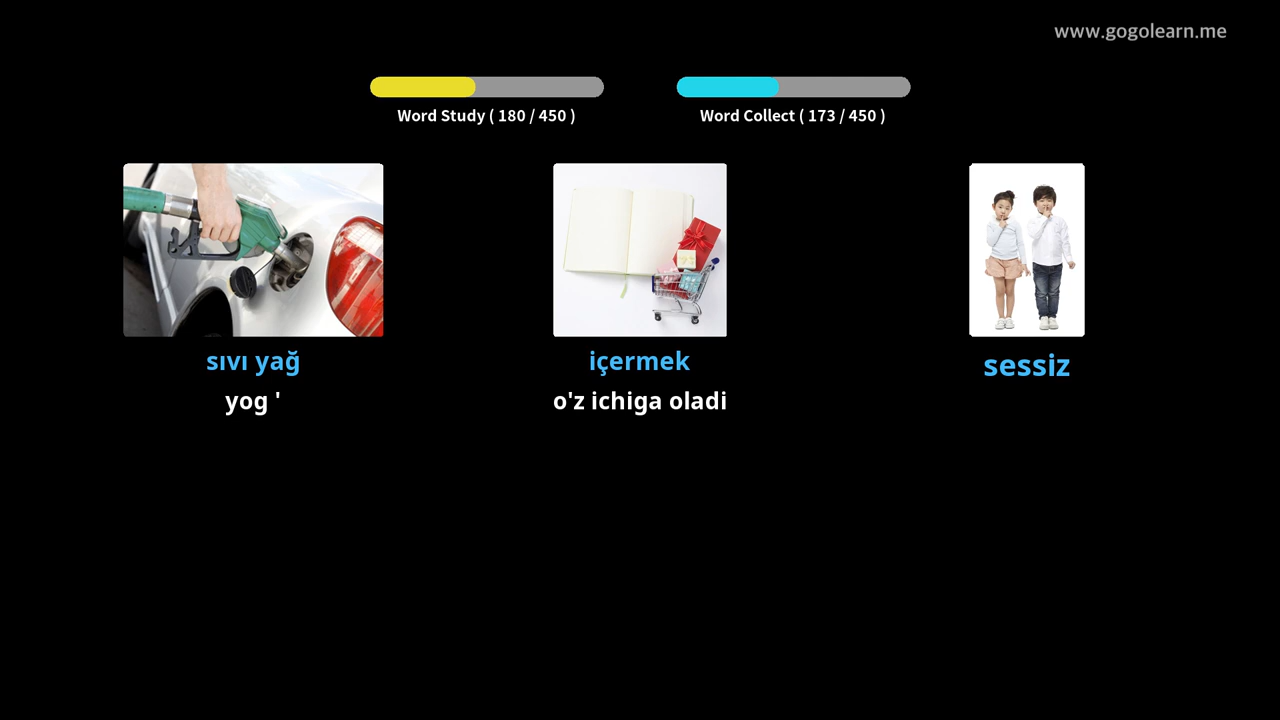 www.gogolearn.me
Word Study ( 180 / 450 )
Word Collect ( 173 / 450 )
sıvı yağ
yog '
içermek
o'z ichiga oladi
sessiz